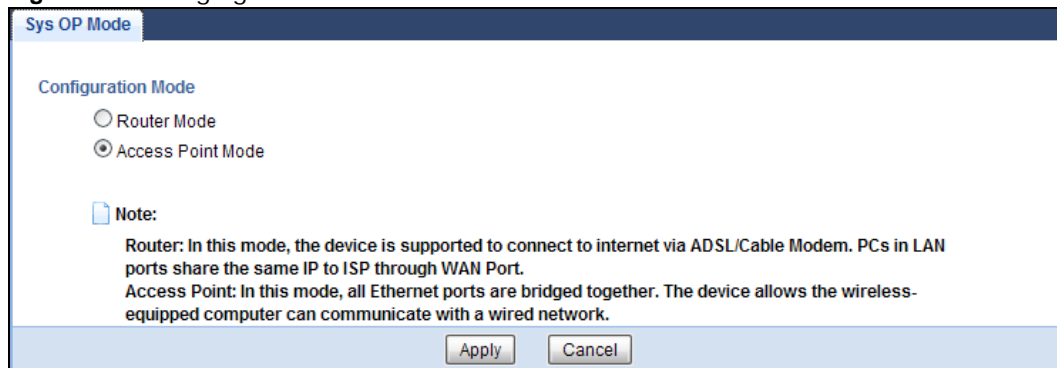 Sys OP Mode
Configuration Mode
Router Mode
Access Point Mode
Note:
Router: In this mode, the device is supported to connect to internet via ADSL/Cable Modem. PCs in LAN
ports share the same IP to ISP through WAN Port.
Access Point: In this mode, all Ethernet ports are bridged together. The device allows the wireless-
equipped computer can communicate with a wired network.
Apply Cancel